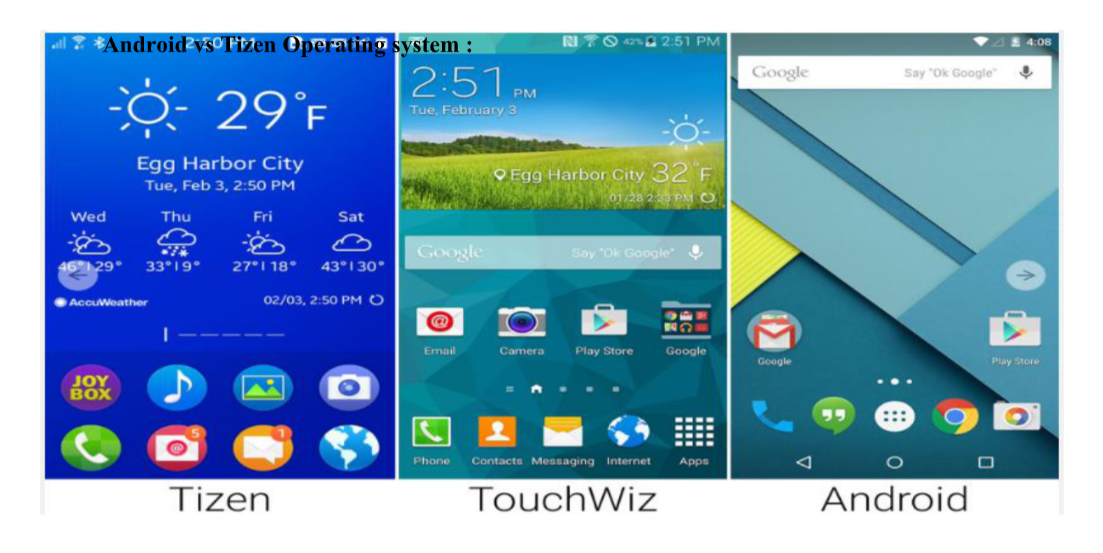 Android vs Tizen Operating system :
29°F
Egg Harbor City
Tue, Feb 3, 2:50 PM
Wed Thu Fri Sat
46°|29° 33°|9° 27°|18° 43°|30°
AccuWeather 02/03, 2:50 PM
JOY
BOX
5 1
Tizen
42% 2:51 PM
2:51 PM
Tue, February 3
Egg Harbor City 32°F
01/28 2:33 PM
Google Say "Ok Google"
Email Camera Play Store Google
Phone Contacts Messaging Internet Apps
TouchWiz
4:08
Google Say "Ok Google"
Google Play Store
Android